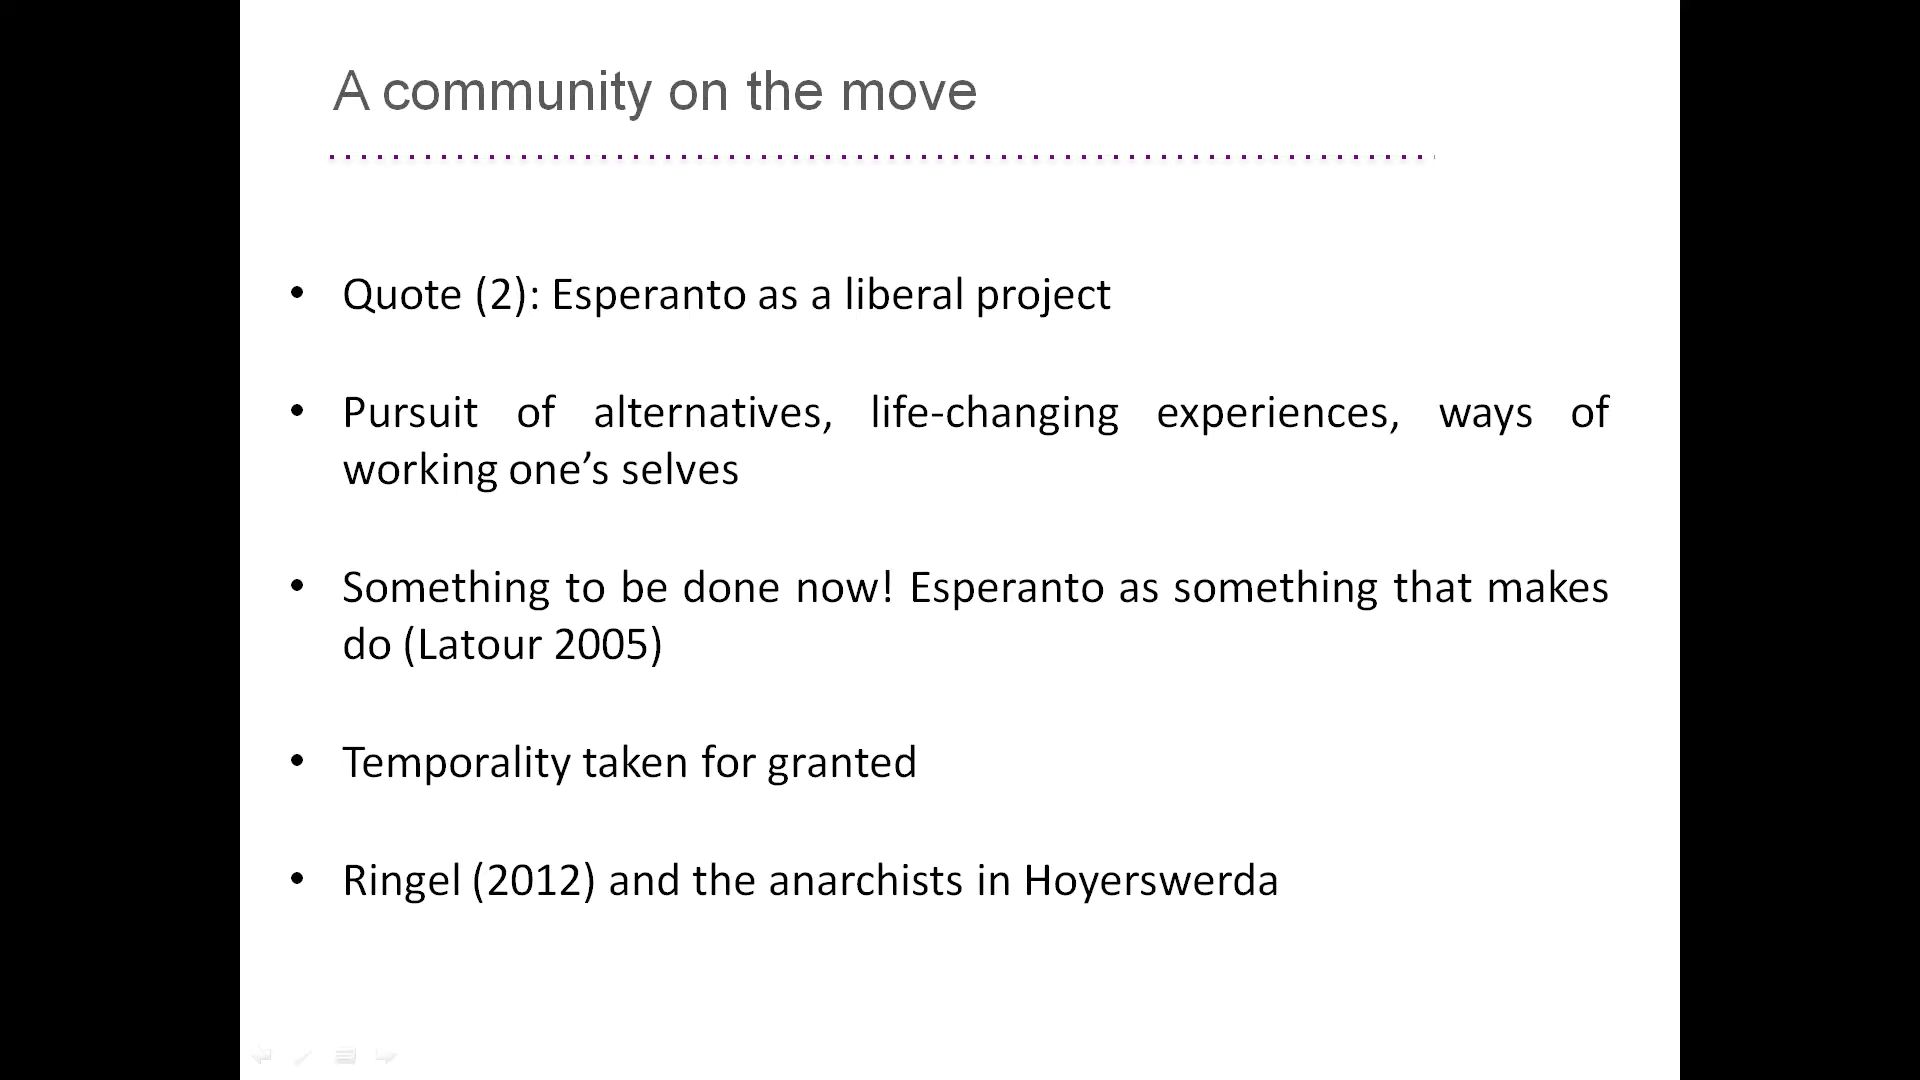 A community on the move
• Quote (2): Esperanto as a liberal project
• Pursuit of alternatives, life-changing experiences, ways of
working one’s selves
• Something to be done now! Esperanto as something that makes
do (Latour 2005)
• Temporality taken for granted
• Ringel (2012) and the anarchists in Hoyerswerda